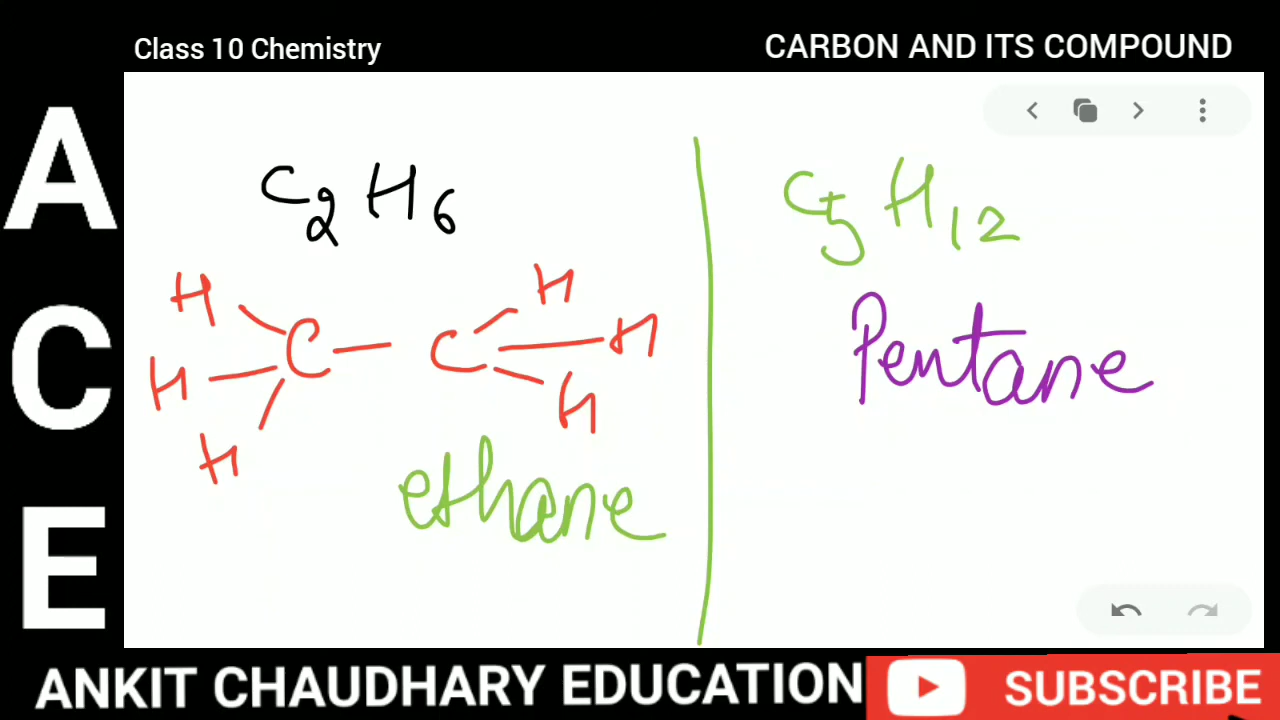 Class 10 Chemistry
CARBON AND ITS COMPOUND
A
C
E
C2H6
H H
C - C H
H H
H
ethane
C5H12
Pentane
ANKIT CHAUDHARY EDUCATION
SUBSCRIBE